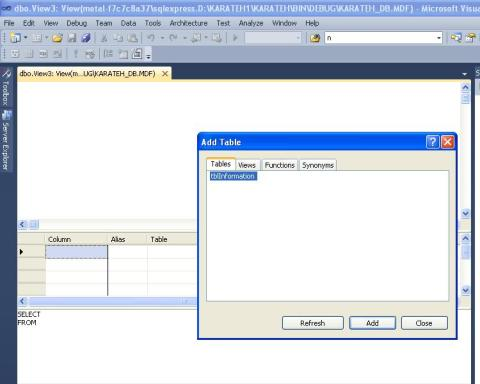 dbo.View3: View(metal-f7c7c8a37\sqlexpress.D:\KARATEH1\KARATEH\BIN\DEBUG\KARATEH_DB.MDF) - Microsoft Visua
File Edit View Debug Team Data Tools Architecture Test Analyze Window Help
n
dbo.View3: View(m...UG\KARATEH_DB.MDF)
Toolbox
Server Explorer
Add Table
Tables Views Functions Synonyms
tblInformation
Column Alias Table
Refresh Add Close
SELECT
FROM